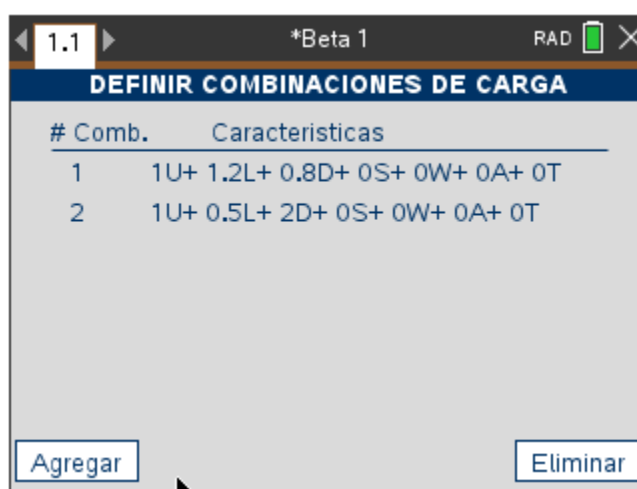 1.1 *Beta 1 RAD
DEFINIR COMBINACIONES DE CARGA
# Comb. Caracteristicas
1 1U+ 1.2L+ 0.8D+ 0S+ 0W+ 0A+ 0T
2 1U+ 0.5L+ 2D+ 0S+ 0W+ 0A+ 0T
Agregar Eliminar